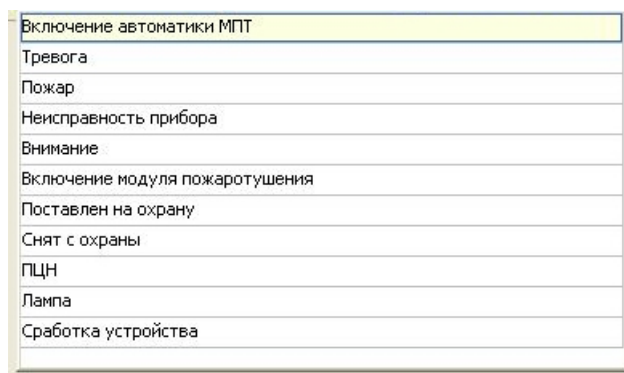 Включение автоматики МПТ
Тревога
Пожар
Неисправность прибора
Внимание
Включение модуля пожаротушения
Поставлен на охрану
Снят с охраны
ПЦН
Лампа
Сработка устройства